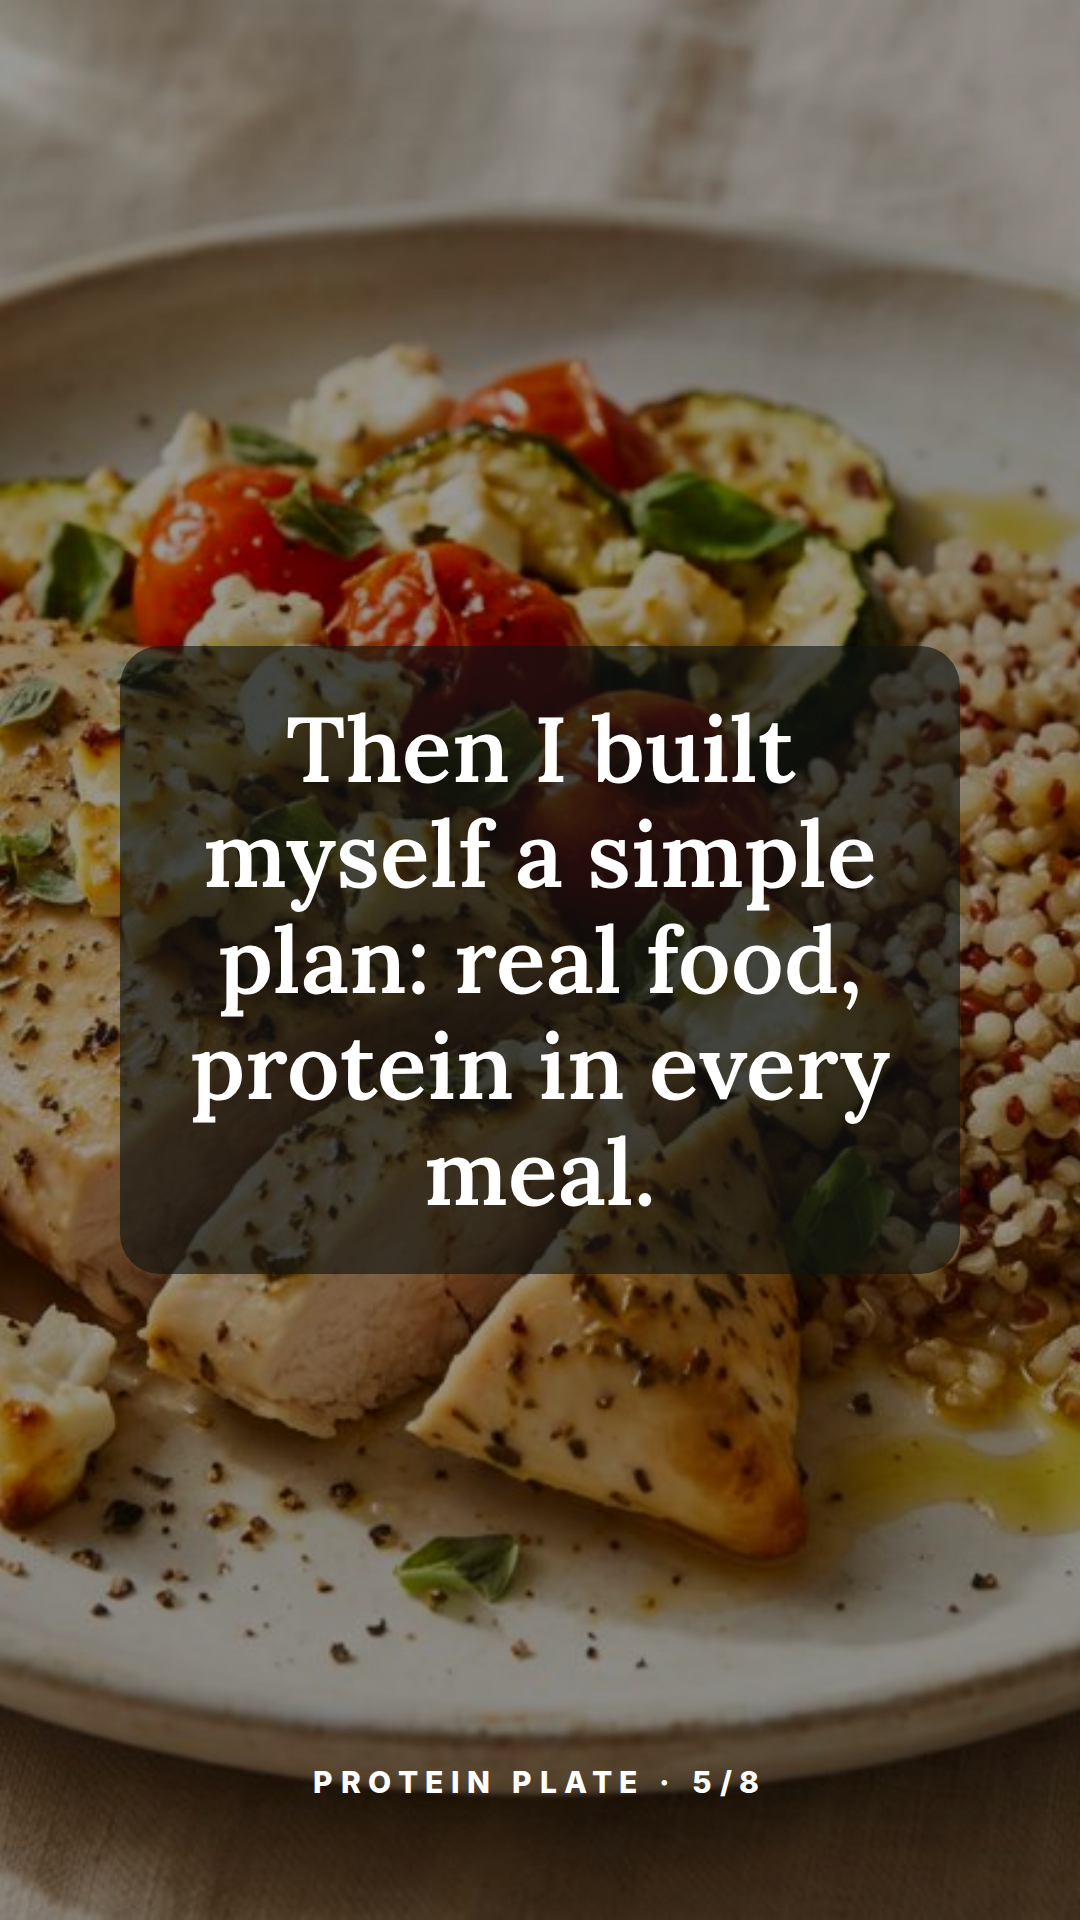 Then I built
myself a simple
plan: real food,
protein in every
meal.
PROTEIN PLATE · 5/8